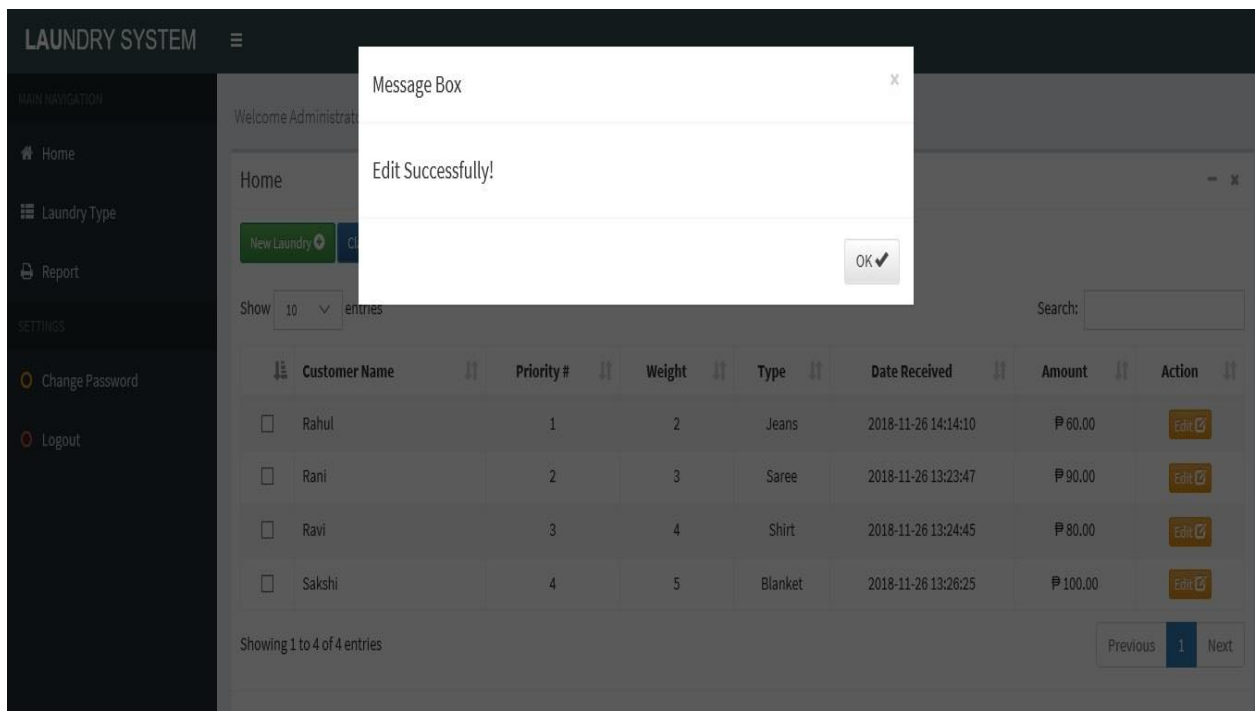 LAUNDRY SYSTEM
Message Box
x
MAIN NAVIGATION
Welcome Administrat
Home
Edit Successfully!
Home
Laundry Type
New Laundry
Cl
OK
Report
Show 10 entries
Search:
SETTINGS
Customer Name Priority # Weight Type Date Received Amount Action
Change Password
Rahul 1 2 Jeans 2018-11-26 14:14:10 ₱ 60.00 Edit
Logout
Rani 2 3 Saree 2018-11-26 13:23:47 ₱ 90.00 Edit
Ravi 3 4 Shirt 2018-11-26 13:24:45 ₱ 80.00 Edit
Sakshi 4 5 Blanket 2018-11-26 13:26:25 ₱ 100.00 Edit
Showing 1 to 4 of 4 entries
Previous 1 Next